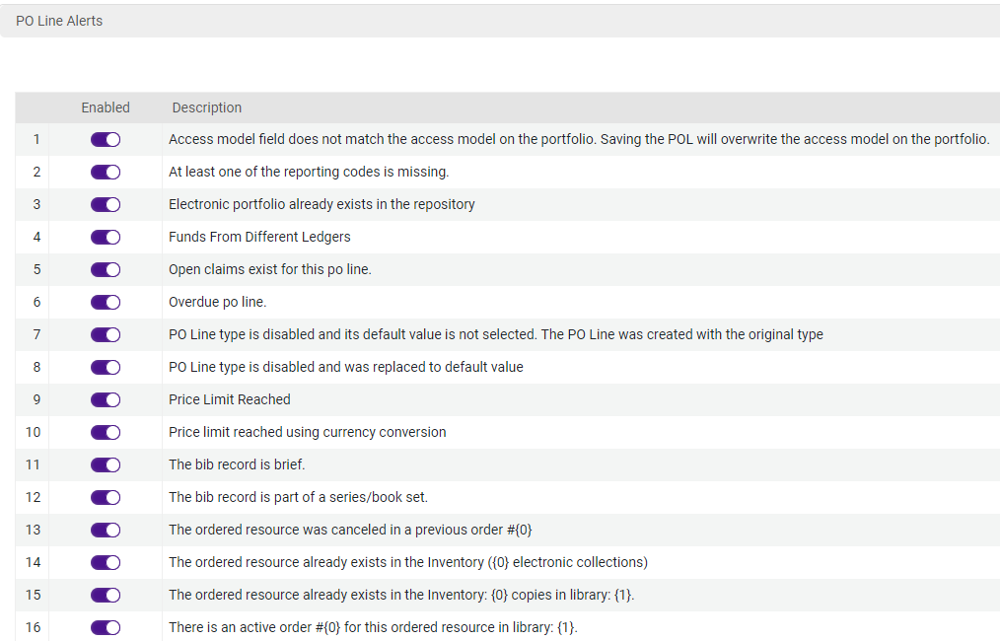 PO Line Alerts
Enabled Description
1 Access model field does not match the access model on the portfolio. Saving the POL will overwrite the access model on the portfolio.
2 At least one of the reporting codes is missing.
3 Electronic portfolio already exists in the repository
4 Funds From Different Ledgers
5 Open claims exist for this po line.
6 Overdue po line.
7 PO Line type is disabled and its default value is not selected. The PO Line was created with the original type
8 PO Line type is disabled and was replaced to default value
9 Price Limit Reached
10 Price limit reached using currency conversion
11 The bib record is brief.
12 The bib record is part of a series/book set.
13 The ordered resource was canceled in a previous order #{0}
14 The ordered resource already exists in the Inventory ({0} electronic collections)
15 The ordered resource already exists in the Inventory: {0} copies in library: {1}.
16 There is an active order #{0} for this ordered resource in library: {1}.